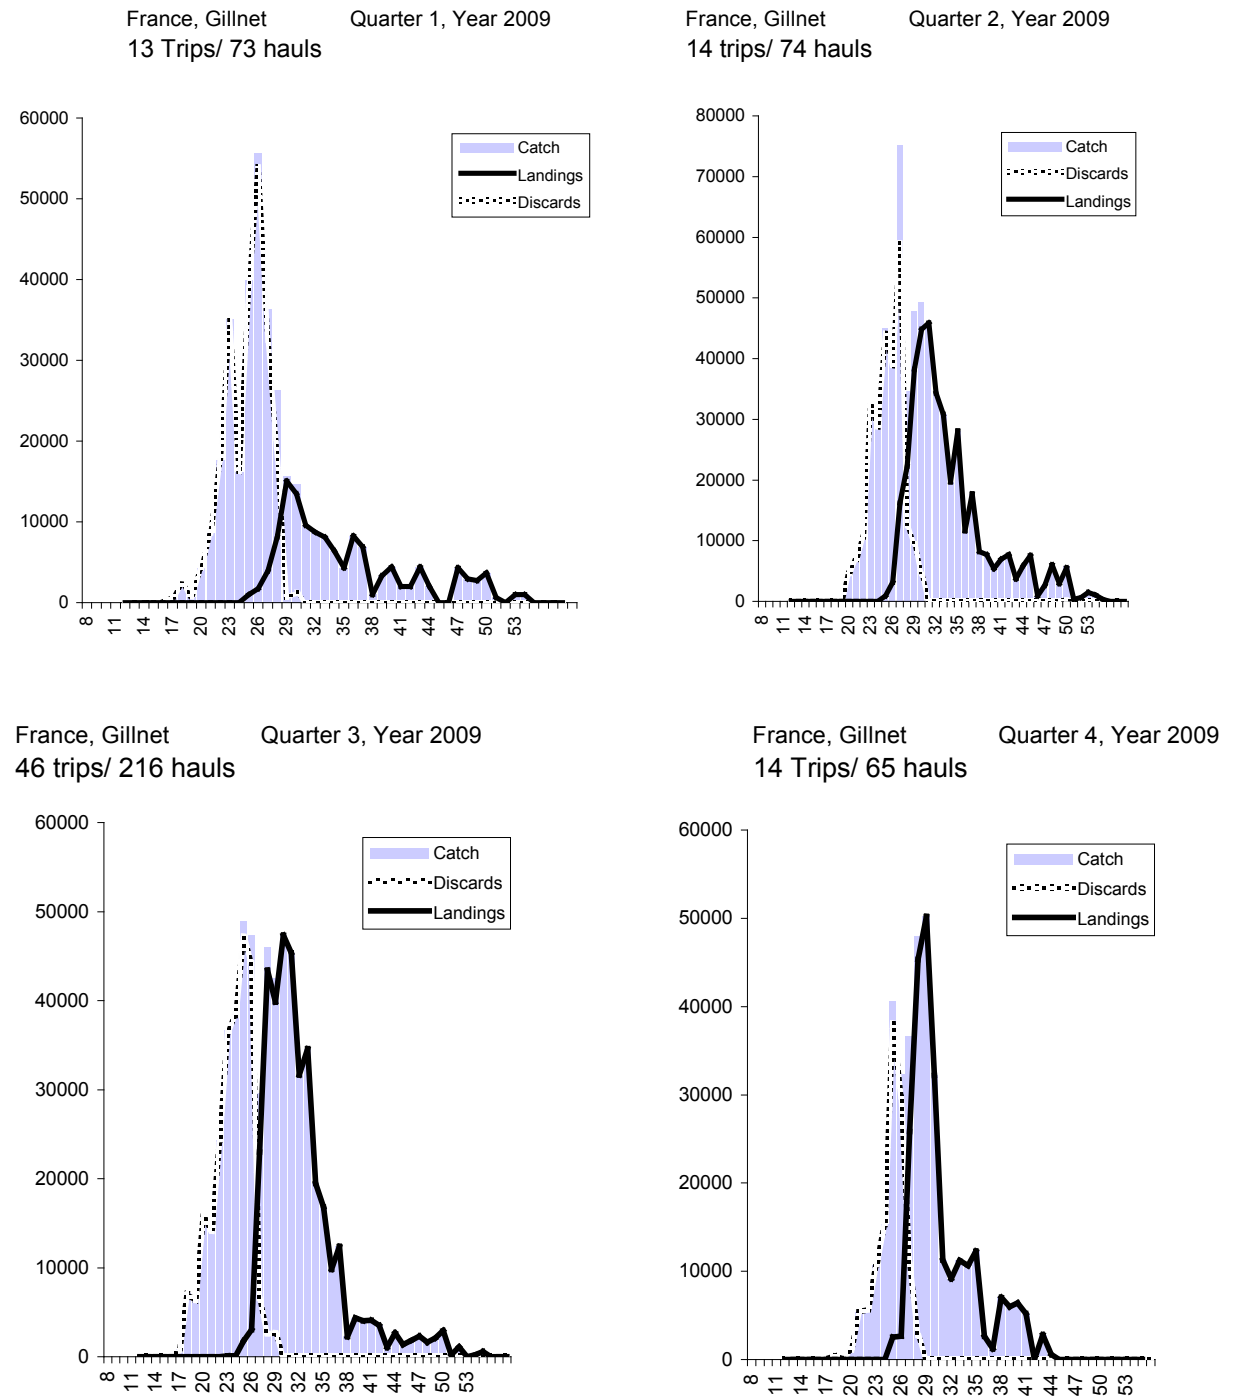 France, Gillnet Quarter 1, Year 2009
13 Trips/ 73 hauls
60000
50000
40000
30000
20000
10000
0
Catch
Landings
Discards
8 11 14 17 20 23 26 29 32 35 38 41 44 47 50 53
France, Gillnet Quarter 2, Year 2009
14 trips/ 74 hauls
80000
70000
60000
50000
40000
30000
20000
10000
0
Catch
Discards
Landings
8 11 14 17 20 23 26 29 32 35 38 41 44 47 50 53
France, Gillnet Quarter 3, Year 2009
46 trips/ 216 hauls
60000
50000
40000
30000
20000
10000
0
Catch
Discards
Landings
8 11 14 17 20 23 26 29 32 35 38 41 44 47 50 53
France, Gillnet Quarter 4, Year 2009
14 Trips/ 65 hauls
60000
50000
40000
30000
20000
10000
0
Catch
Discards
Landings
8 11 14 17 20 23 26 29 32 35 38 41 44 47 50 53